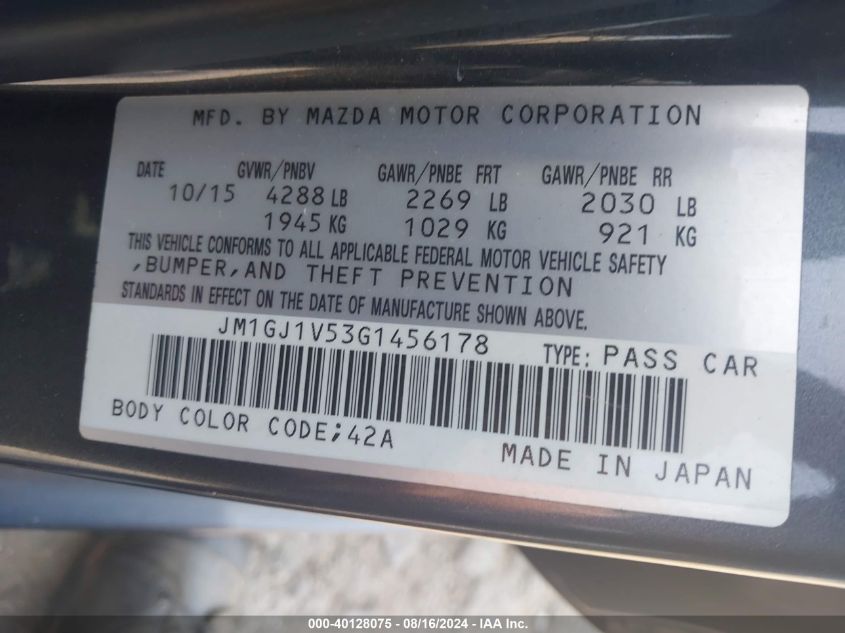 MFD. BY MAZDA MOTOR CORPORATION
DATE GVWR/PNBV GAWR/PNBE FRT GAWR/PNBE RR
10/15 4288 LB 2269 LB 2030 LB
1945 KG 1029 KG 921 KG
THIS VEHICLE CONFORMS TO ALL APPLICABLE FEDERAL MOTOR VEHICLE SAFETY
,BUMPER,AND THEFT PREVENTION
STANDARDS IN EFFECT ON THE DATE OF MANUFACTURE SHOWN ABOVE.
JM1GJ1V53G1456178 TYPE: PASS CAR
BODY COLOR CODE;42A MADE IN JAPAN
000-40128075 - 08/16/2024 - IAA Inc.